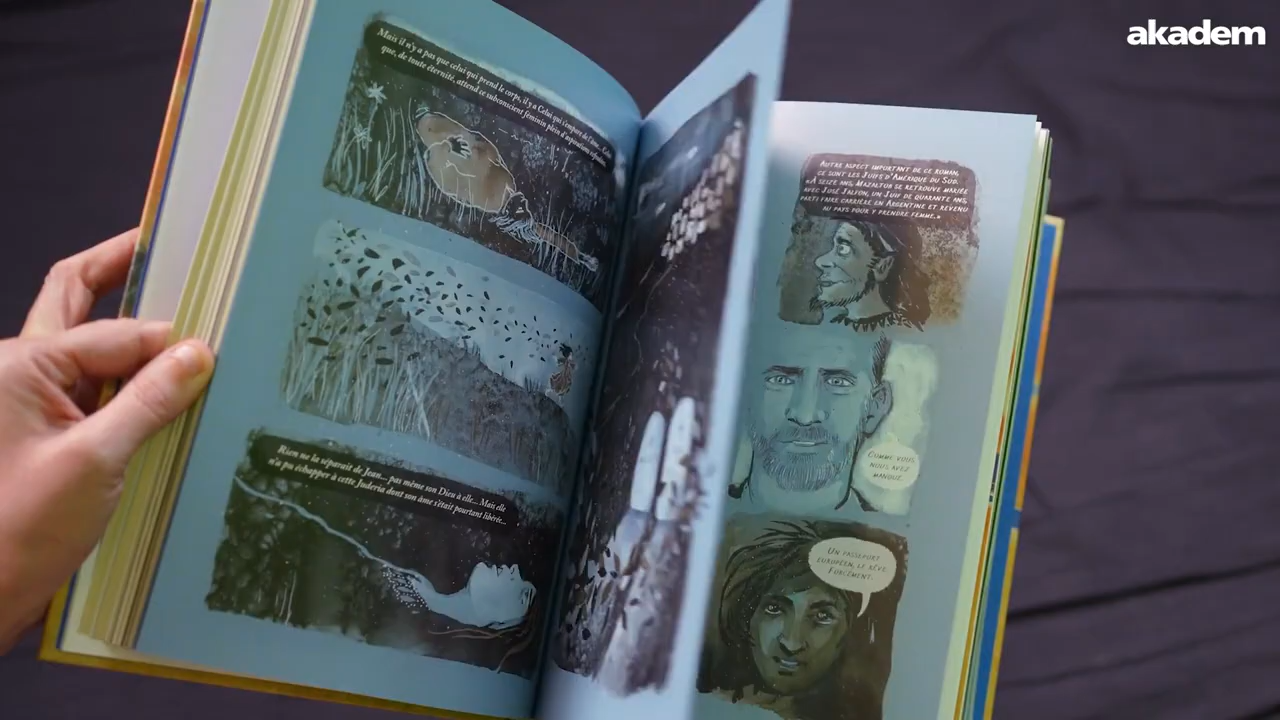 akadem
Mais il n'y a pas que celui qui prend le corps, il y a Celui qui s'empare de l'âme...
que, de toute éternité, attend ce subconscient féminin plein d'aspirations
Rien ne la séparait de Jean... pas même son Dieu à elle... Mais elle
n'a pu échapper à cette Juderia dont son âme s'était pourtant libérée...
AUTRE ASPECT IMPORTANT DE CE ROMAN,
CE SONT LES JUIFS D'AMÉRIQUE DU SUD.
«À SEIZE ANS, MAZALTOB SE RETROUVE MARIÉE
AVEC JOSÉ JALFON, UN JUIF DE QUARANTE ANS,
PARTI FAIRE CARRIÈRE EN ARGENTINE ET REVENU
AU PAYS POUR Y PRENDRE FEMME.»
COMME VOUS
NOUS AVEZ
MANQUÉ.
UN PASSEPORT
EUROPÉEN, LE RÊVE.
FORCÉMENT.